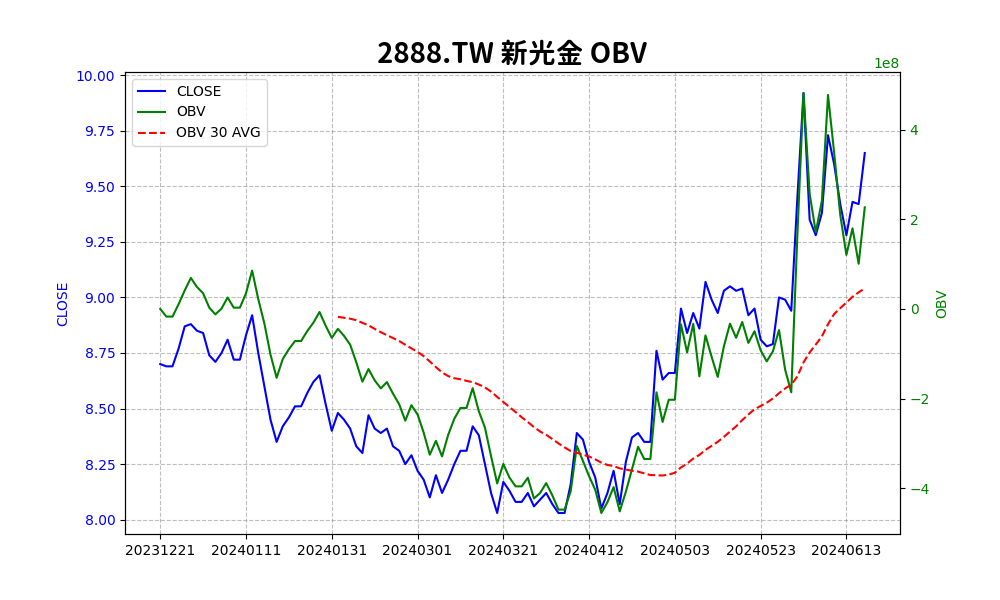 2888.TW 新光金 OBV
1e8
CLOSE
OBV
OBV 30 AVG
10.00
9.75
9.50
9.25
9.00
8.75
8.50
8.25
8.00
CLOSE
4
2
0
−2
−4
OBV
20231221 20240111 20240131 20240301 20240321 20240412 20240503 20240523 20240613